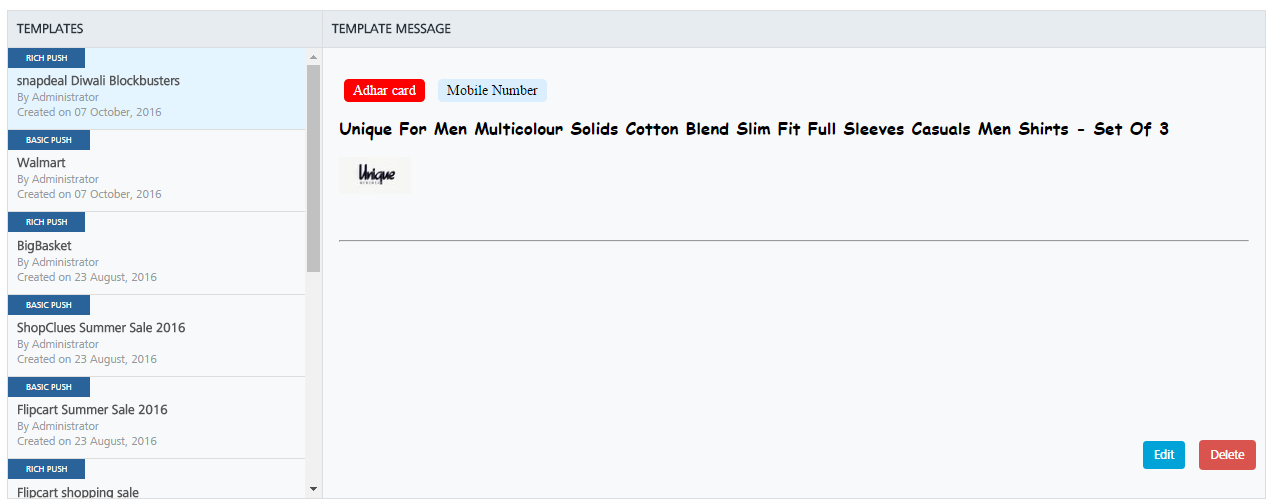 TEMPLATES
RICH PUSH
snapdeal Diwali Blockbusters
By Administrator
Created on 07 October, 2016
BASIC PUSH
Walmart
By Administrator
Created on 07 October, 2016
RICH PUSH
BigBasket
By Administrator
Created on 23 August, 2016
BASIC PUSH
ShopClues Summer Sale 2016
By Administrator
Created on 23 August, 2016
BASIC PUSH
Flipcart Summer Sale 2016
By Administrator
Created on 23 August, 2016
RICH PUSH
Flipcart shopping sale
TEMPLATE MESSAGE
Adhar card Mobile Number
Unique For Men Multicolour Solids Cotton Blend Slim Fit Full Sleeves Casuals Men Shirts - Set Of 3
Unique
Edit Delete